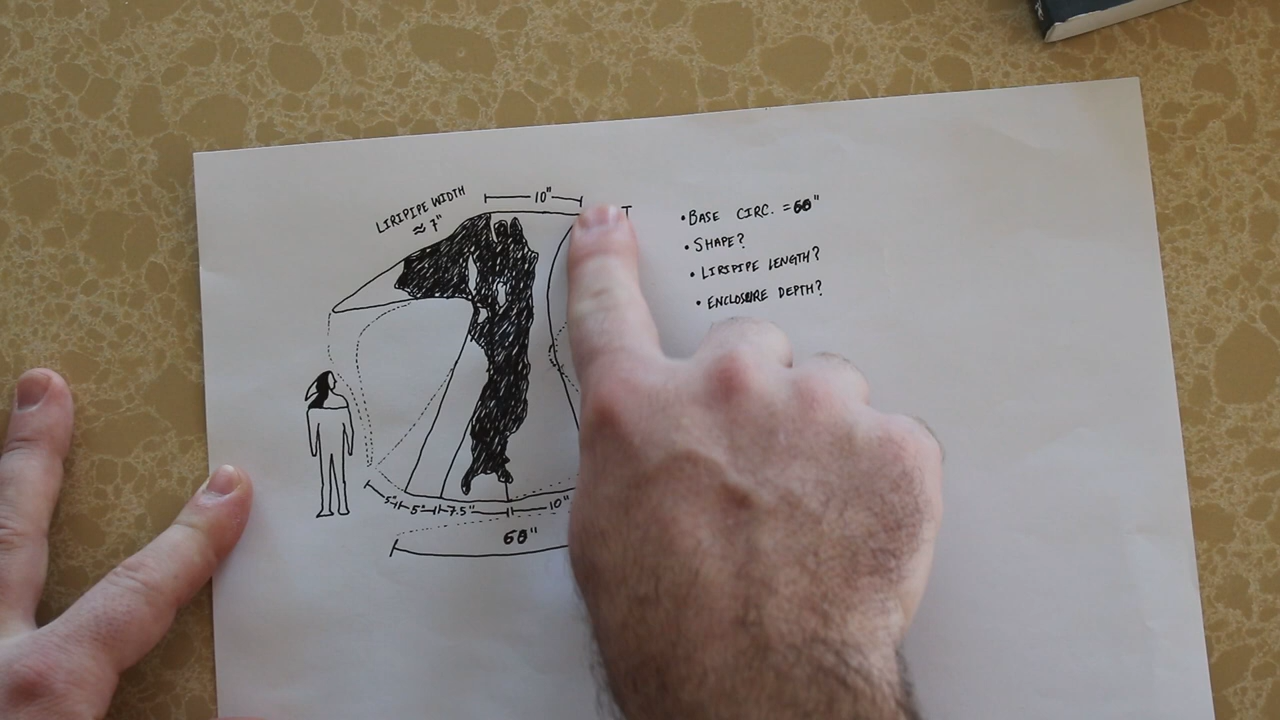 LIRIPIPE WIDTH
≈ 7"
10"
• BASE CIRC. = 60"
• SHAPE?
• LIRIPIPE LENGTH?
• ENCLOSURE DEPTH?
5" 5" 7.5" 10"
60"